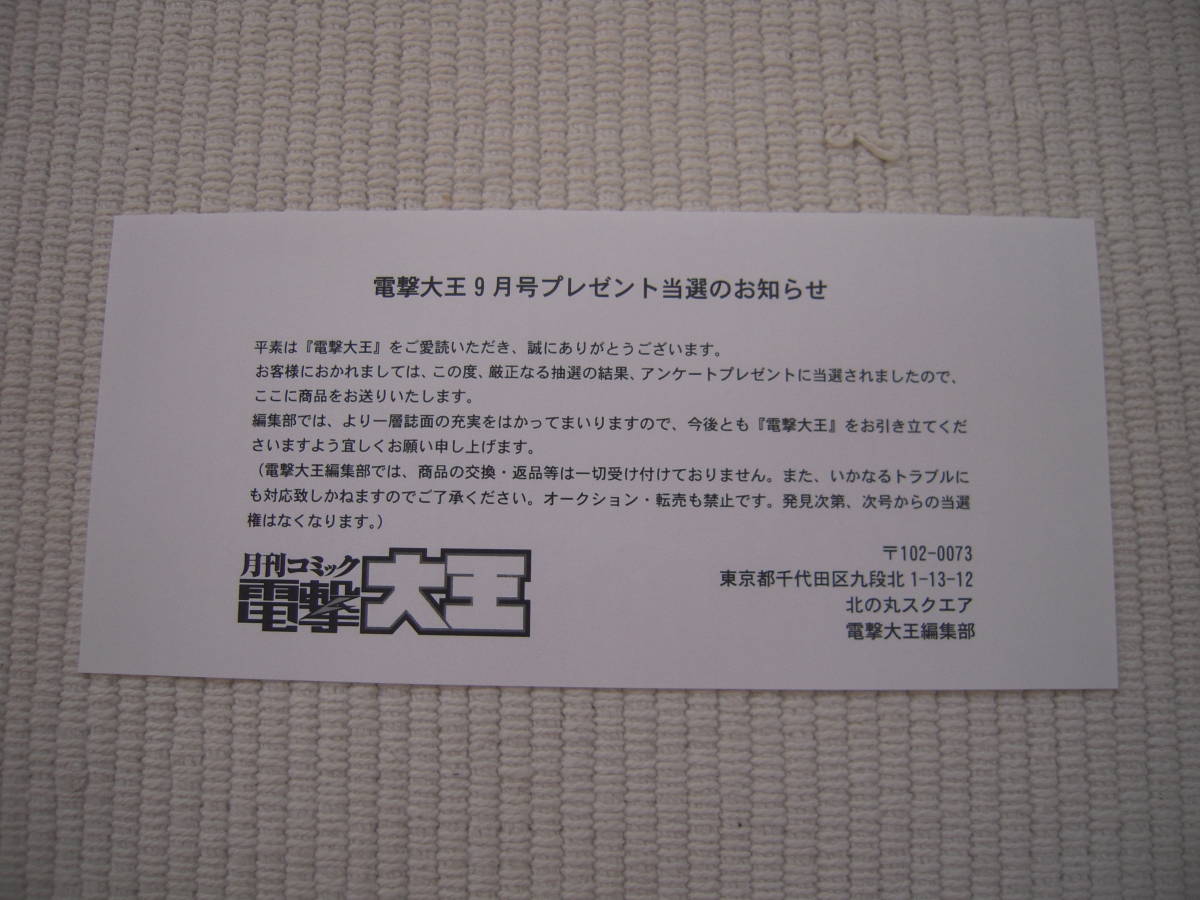 電撃大王9月号プレゼント当選のお知らせ
平素は『電撃大王』をご愛読いただき、誠にありがとうございます。
お客様におかれましては、この度、厳正なる抽選の結果、アンケートプレゼントに当選されましたので、
ここに商品をお送りいたします。
編集部では、より一層誌面の充実をはかってまいりますので、今後とも『電撃大王』をお引き立てくだ
さいますよう宜しくお願い申し上げます。
（電撃大王編集部では、商品の交換・返品等は一切受け付けておりません。また、いかなるトラブルに
も対応致しかねますのでご了承ください。オークション・転売も禁止です。発見次第、次号からの当選
権はなくなります。）
月刊コミック
電撃大王
〒102-0073
東京都千代田区九段北1-13-12
北の丸スクエア
電撃大王編集部